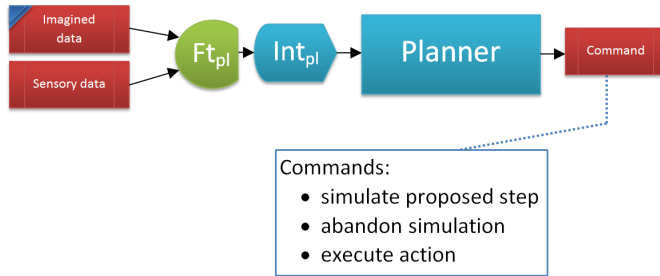 Imagined
data
Sensory data
Ftpl
Intpl
Planner
Command
Commands:
• simulate proposed step
• abandon simulation
• execute action